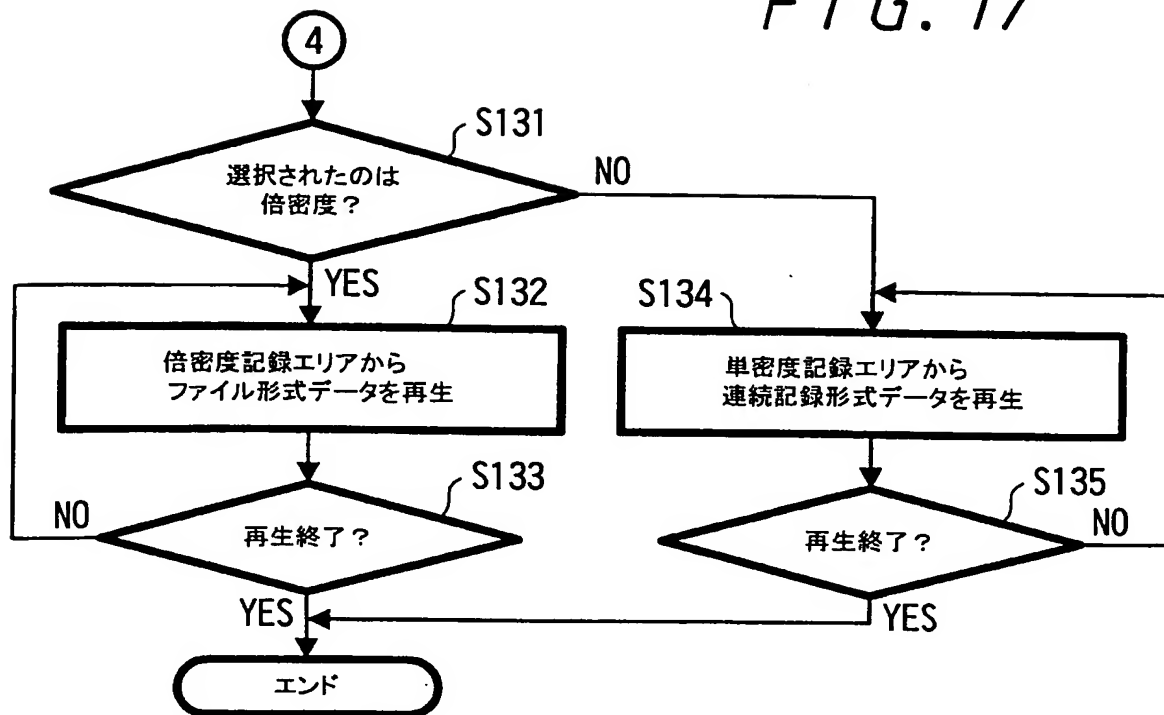 FIG. 17
4
S131
選択されたのは
倍密度?
NO
YES
S132
倍密度記録エリアから
ファイル形式データを再生
S134
単密度記録エリアから
連続記録形式データを再生
S133
再生終了?
NO
YES
S135
再生終了?
NO
YES
エンド